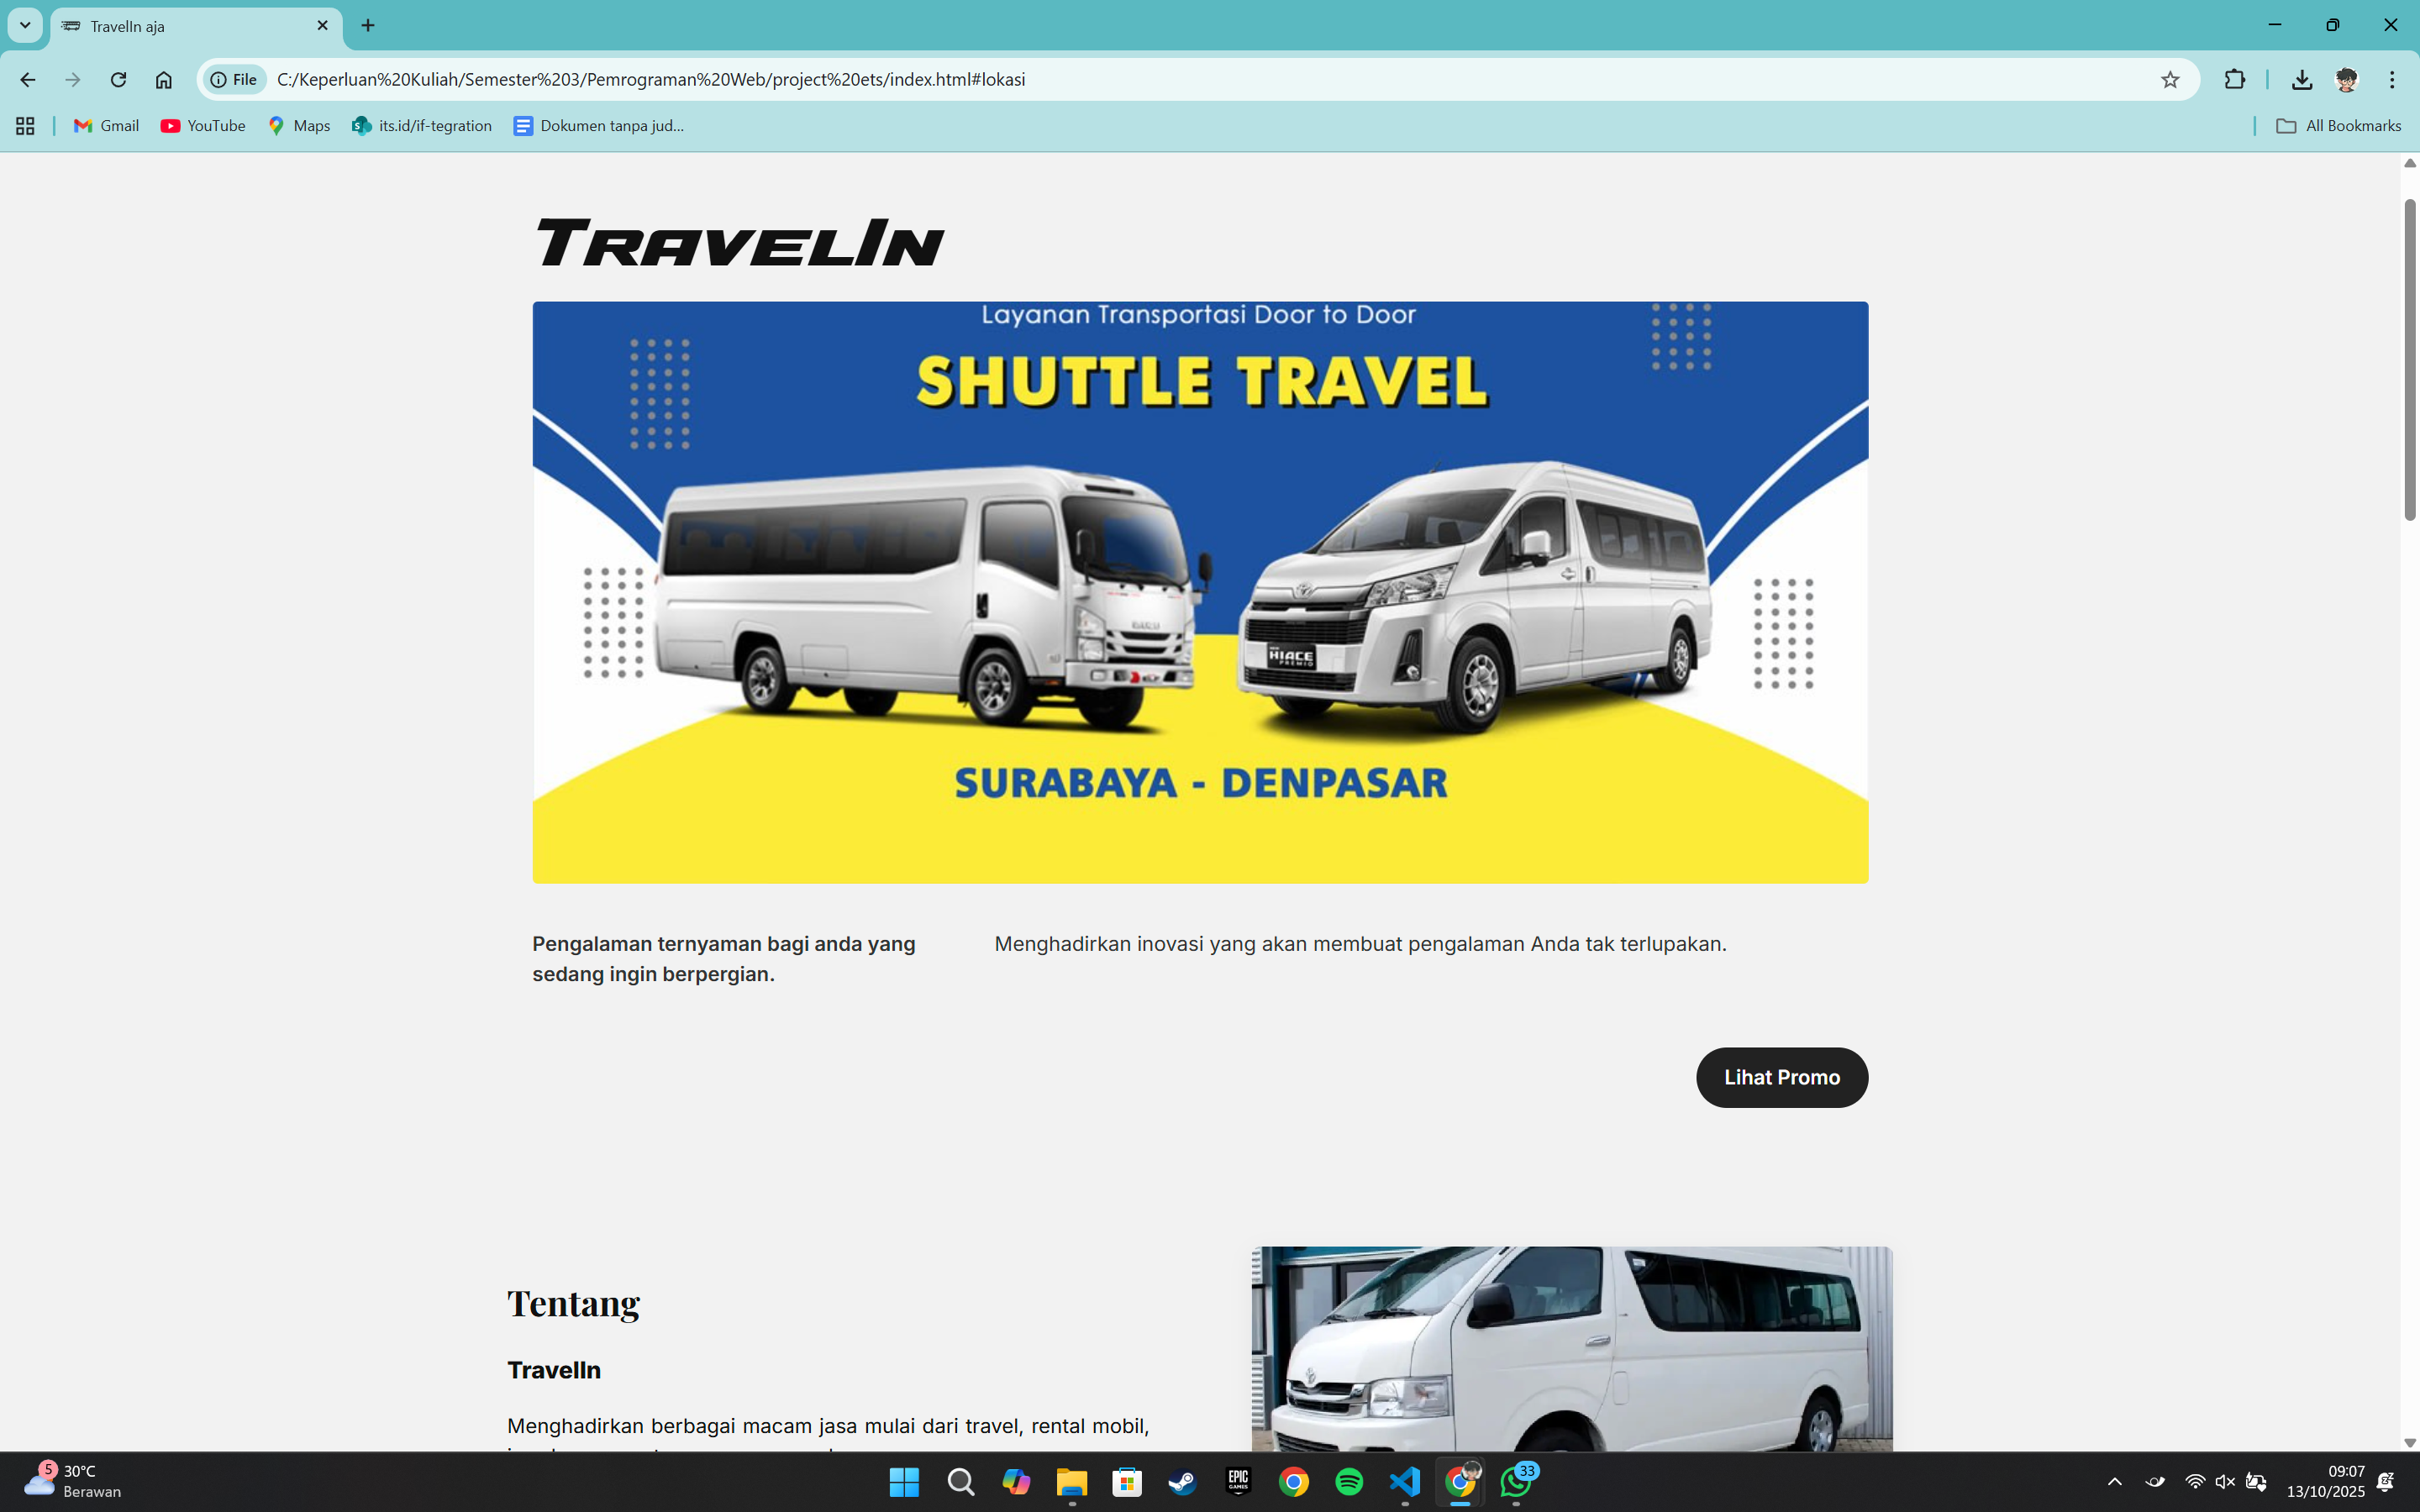 TravelIn aja
File
C:/Keperluan%20Kuliah/Semester%203/Pemrograman%20Web/project%20ets/index.html#lokasi
Gmail
YouTube
Maps
its.id/if-tegration
Dokumen tanpa jud...
All Bookmarks
TravelIn
Layanan Transportasi Door to Door
SHUTTLE TRAVEL
ISUZU
HIACE
PREMIO
SURABAYA - DENPASAR
Pengalaman ternyaman bagi anda yang
sedang ingin berpergian.
Menghadirkan inovasi yang akan membuat pengalaman Anda tak terlupakan.
Lihat Promo
Tentang
TravelIn
Menghadirkan berbagai macam jasa mulai dari travel, rental mobil,
5
30°C
Berawan
EPIC
GAMES
33
09:07
13/10/2025